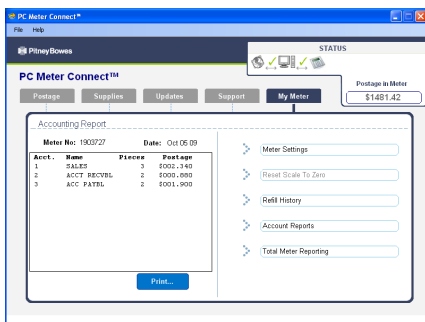 PC Meter Connect™
File Help
PitneyBowes
STATUS
PC Meter Connect™
Postage in Meter
$1481.42
Postage Supplies Updates Support My Meter
Accounting Report
Meter No: 1903727 Date: Oct 05 09
Acct. Name Pieces Postage
1 SALES 3 $002.340
2 ACCT RECVBL 2 $000.880
3 ACC PAYBL 2 $001.900
Print...
Meter Settings
Reset Scale To Zero
Refill History
Account Reports
Total Meter Reporting